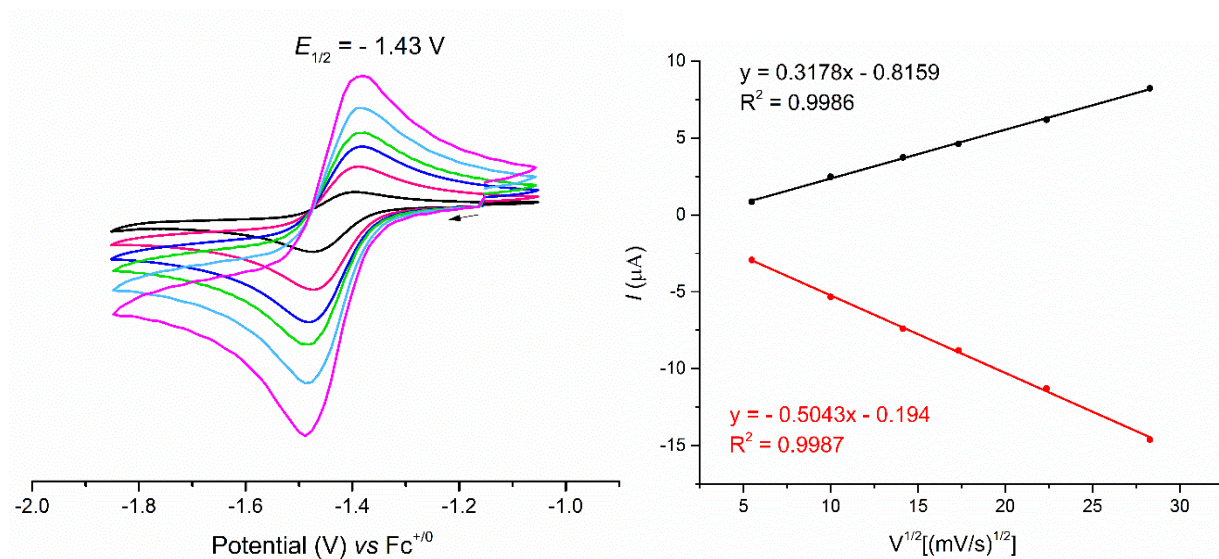 E1/2 = - 1.43 V
-2.0 -1.8 -1.6 -1.4 -1.2 -1.0
Potential (V) vs Fc+/0
10
5
0
-5
-10
-15
I (μA)
y = 0.3178x - 0.8159
R2 = 0.9986
y = - 0.5043x - 0.194
R2 = 0.9987
5 10 15 20 25 30
V1/2[(mV/s)1/2]